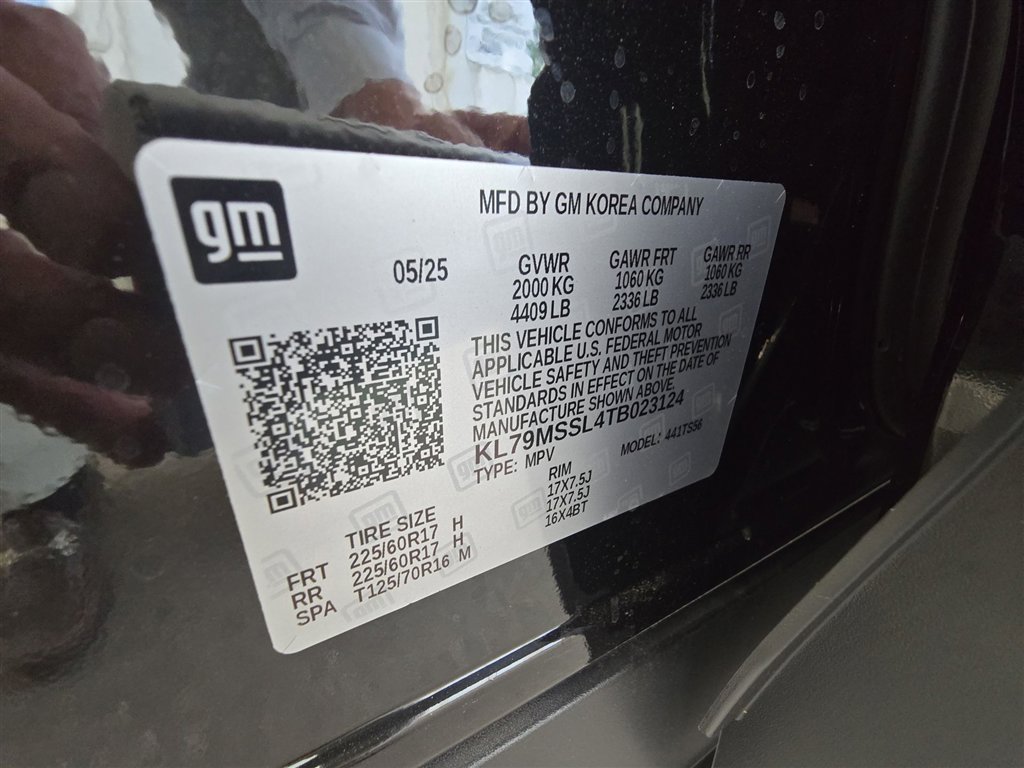 gm
MFD BY GM KOREA COMPANY
05/25
GVWR
2000 KG
4409 LB
GAWR FRT
1060 KG
2336 LB
GAWR RR
1060 KG
2336 LB
THIS VEHICLE CONFORMS TO ALL
APPLICABLE U.S. FEDERAL MOTOR
VEHICLE SAFETY AND THEFT PREVENTION
STANDARDS IN EFFECT ON THE DATE OF
MANUFACTURE SHOWN ABOVE.
KL79MSSL4TB023124
TYPE: MPV
MODEL: 441TS56
TIRE SIZE
RIM
FRT 225/60R17 H 17X7.5J
RR 225/60R17 H 17X7.5J
SPA T125/70R16 M 16X4BT